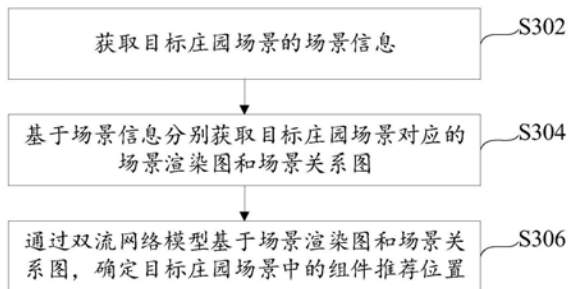 获取目标庄园场景的场景信息
S302
基于场景信息分别获取目标庄园场景对应的
场景渲染图和场景关系图
S304
通过双流网络模型基于场景渲染图和场景关
系图，确定目标庄园场景中的组件推荐位置
S306